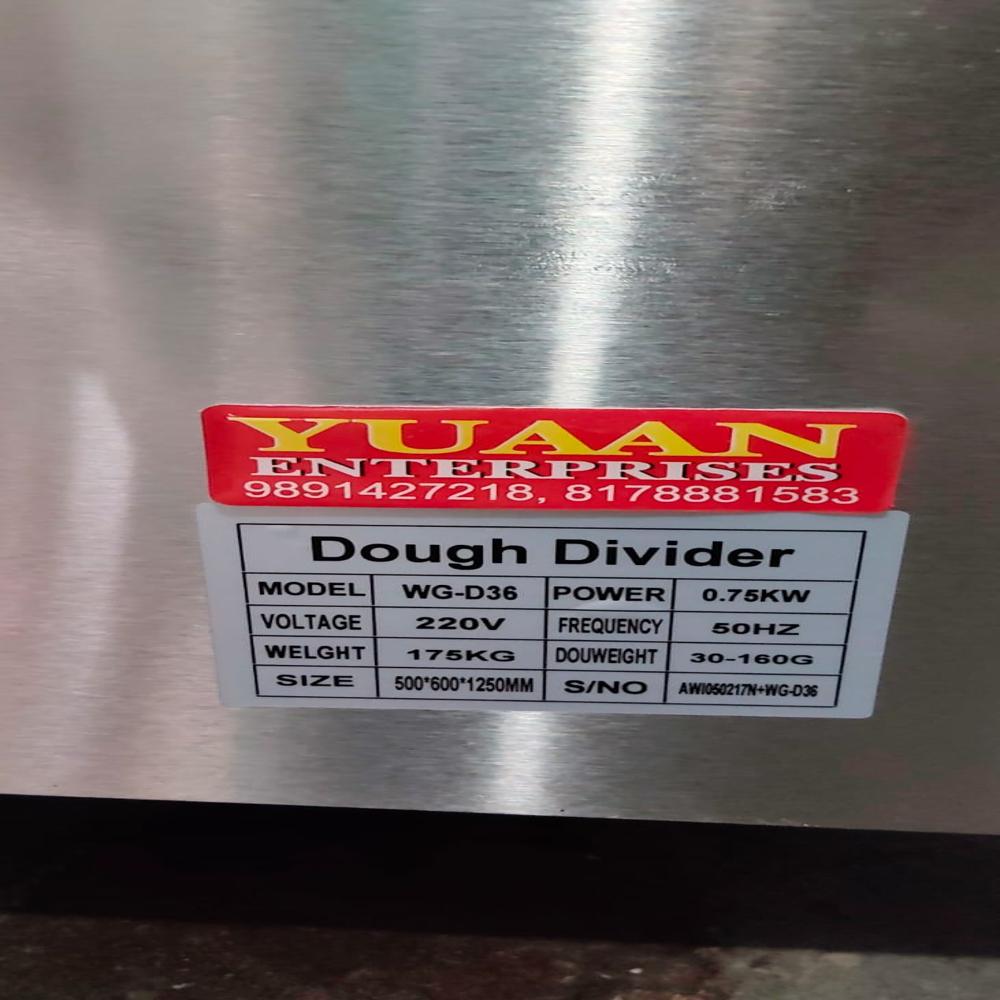 YUAAN
ENTERPRISES
9891427218, 8178881583
Dough Divider
MODEL WG-D36 POWER 0.75KW
VOLTAGE 220V FREQUENCY 50HZ
WELGHT 175KG DOUWEIGHT 30-160G
SIZE 500*600*1250MM S/NO AWI050217N+WG-D36